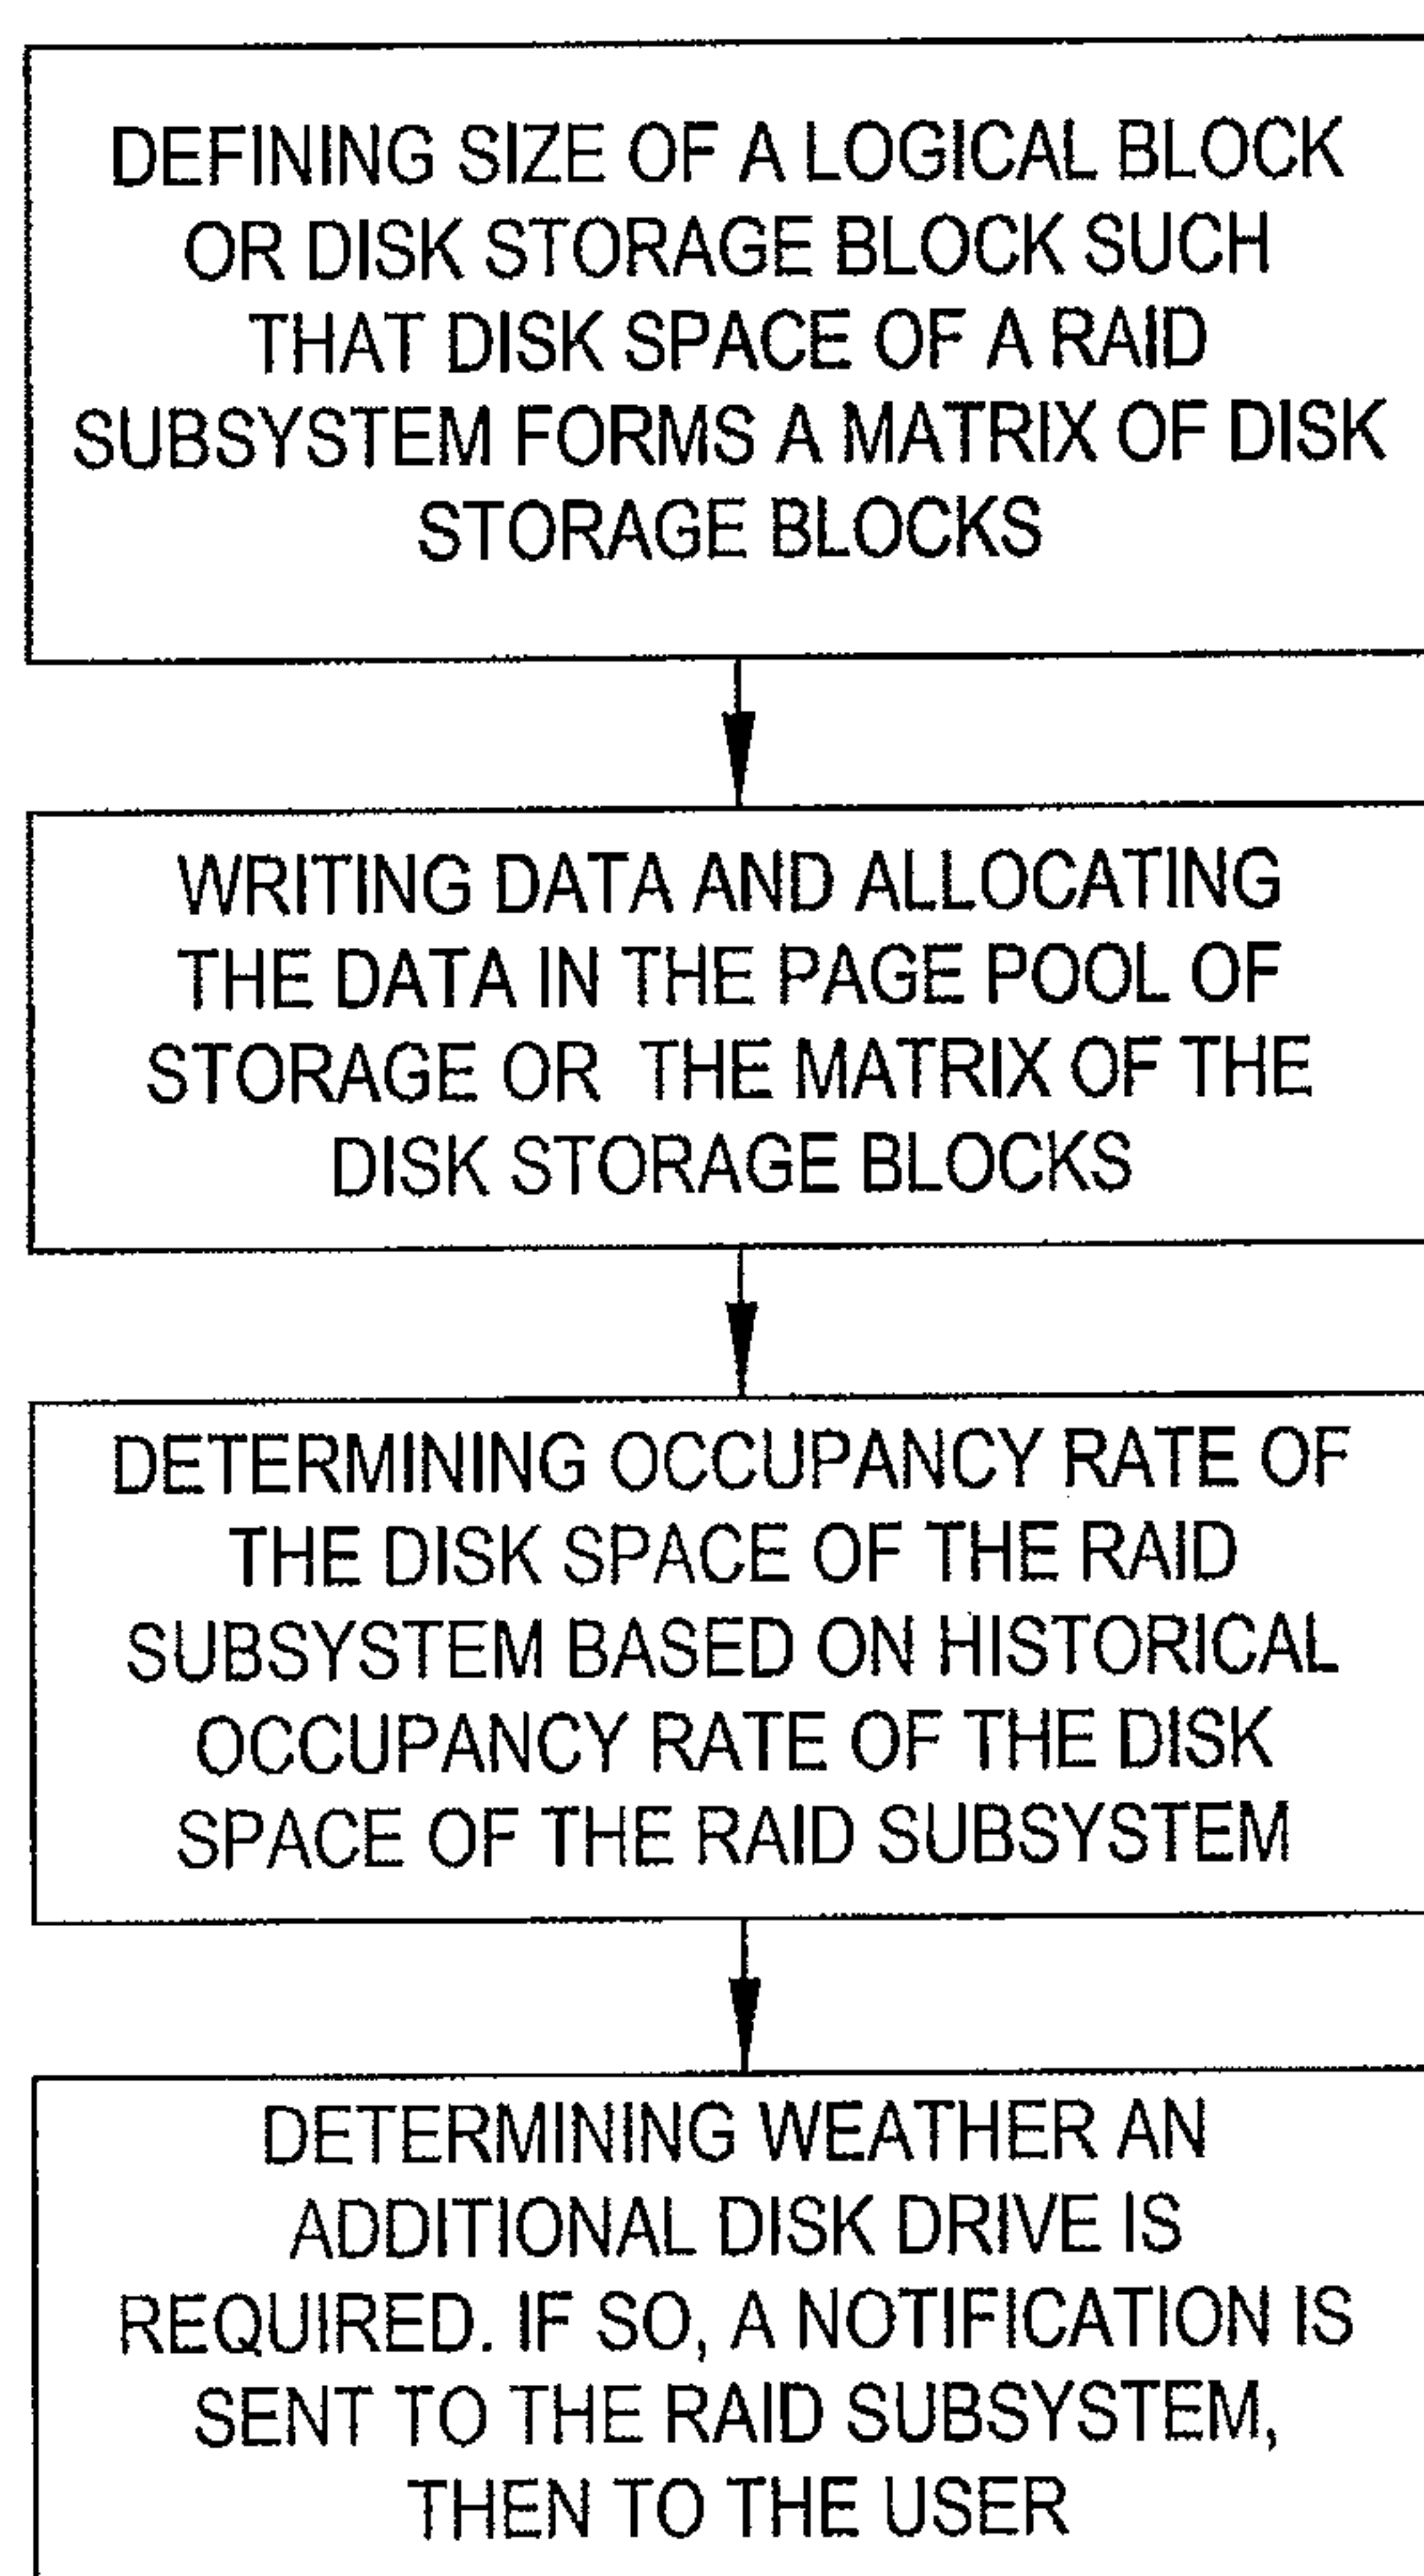 DEFINING SIZE OF A LOGICAL BLOCK
OR DISK STORAGE BLOCK SUCH
THAT DISK SPACE OF A RAID
SUBSYSTEM FORMS A MATRIX OF DISK
STORAGE BLOCKS
WRITING DATA AND ALLOCATING
THE DATA IN THE PAGE POOL OF
STORAGE OR THE MATRIX OF THE
DISK STORAGE BLOCKS
DETERMINING OCCUPANCY RATE OF
THE DISK SPACE OF THE RAID
SUBSYSTEM BASED ON HISTORICAL
OCCUPANCY RATE OF THE DISK
SPACE OF THE RAID SUBSYSTEM
DETERMINING WEATHER AN
ADDITIONAL DISK DRIVE IS
REQUIRED. IF SO, A NOTIFICATION IS
SENT TO THE RAID SUBSYSTEM,
THEN TO THE USER